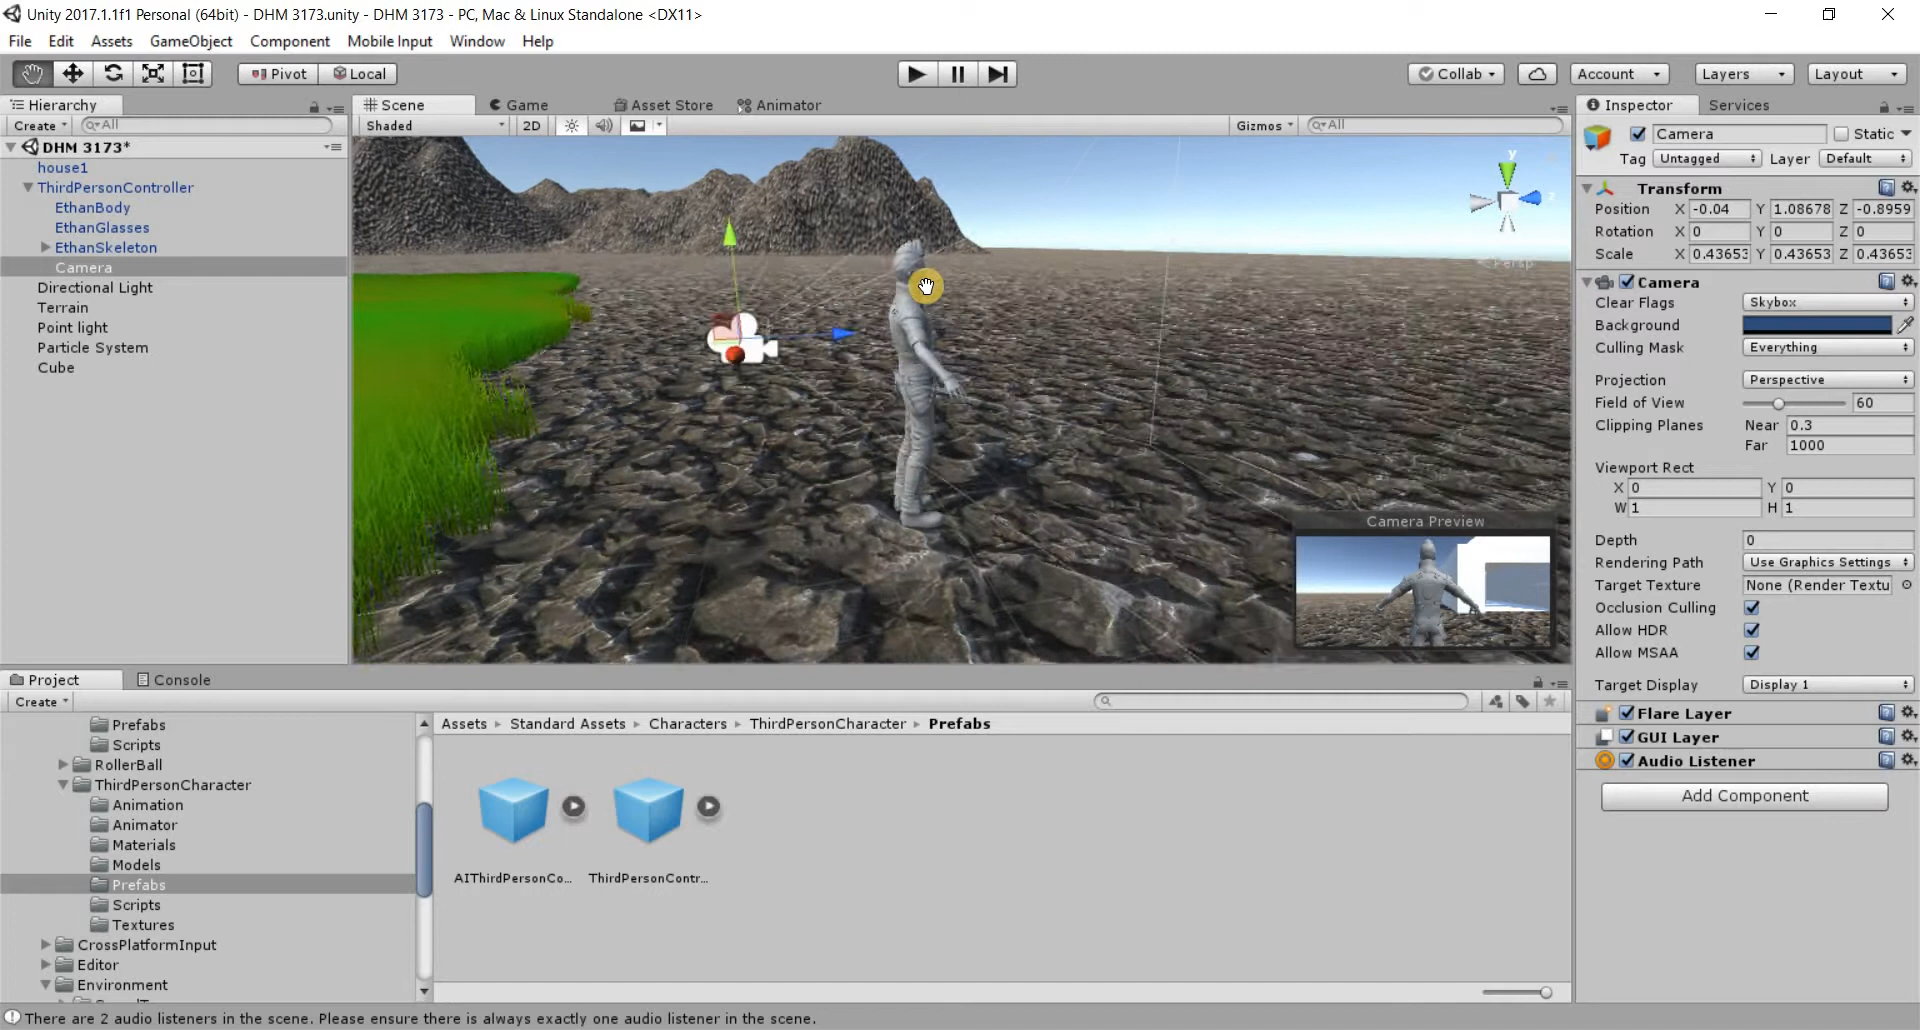 Unity 2017.1.1f1 Personal (64bit) - DHM 3173.unity - DHM 3173 - PC, Mac & Linux Standalone <DX11>
File Edit Assets GameObject Component Mobile Input Window Help
Pivot Local Collab Account Layers Layout
Hierarchy
Create All
DHM 3173*
house1
ThirdPersonController
EthanBody
EthanGlasses
EthanSkeleton
Camera
Directional Light
Terrain
Point light
Particle System
Cube
Scene Game Asset Store Animator
Shaded 2D Gizmos All
y
z
Persp
Camera Preview
Inspector Services
Camera Static
Tag Untagged Layer Default
Transform
Position X -0.04 Y 1.08678 Z -0.8959
Rotation X 0 Y 0 Z 0
Scale X 0.43653 Y 0.43653 Z 0.43653
Camera
Clear Flags Skybox
Background
Culling Mask Everything
Projection Perspective
Field of View 60
Clipping Planes Near 0.3
Far 1000
Viewport Rect
X 0 Y 0
W 1 H 1
Depth 0
Rendering Path Use Graphics Settings
Target Texture None (Render Textu
Occlusion Culling
Allow HDR
Allow MSAA
Target Display Display 1
Flare Layer
GUI Layer
Audio Listener
Add Component
Project Console
Create
Prefabs
Scripts
RollerBall
ThirdPersonCharacter
Animation
Animator
Materials
Models
Prefabs
Scripts
Textures
CrossPlatformInput
Editor
Environment
Assets Standard Assets Characters ThirdPersonCharacter Prefabs
AIThirdPersonCo... ThirdPersonContr...
There are 2 audio listeners in the scene. Please ensure there is always exactly one audio listener in the scene.